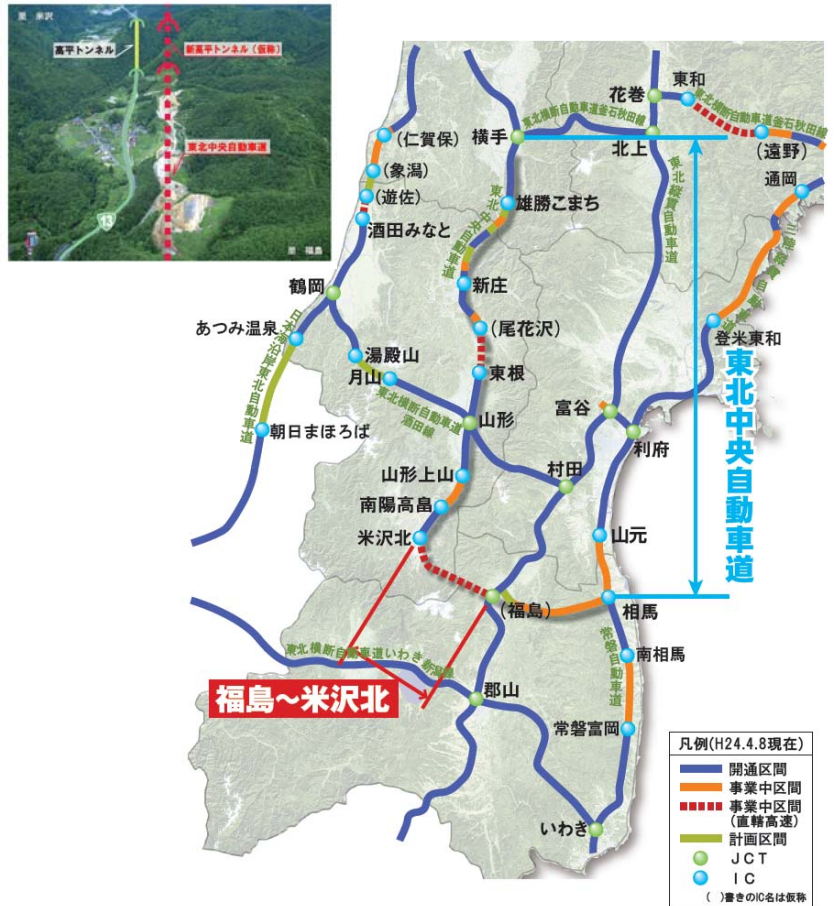 至 米沢
高平トンネル
新高平トンネル(仮称)
東北中央自動車道
13
至 福島
花巻
東和
東北横断自動車道釜石秋田線
東北横断自動車道釜石秋田線
横手
北上
(遠野)
(仁賀保)
(象潟)
(遊佐)
酒田みなと
通岡
雄勝こまち
東北中央自動車道
東北縦貫自動車道
三陸縦貫自動車道
鶴岡
新庄
あつみ温泉
(尾花沢)
登米東和
日本海沿岸東北自動車道
湯殿山
月山
東根
東北横断自動車道
酒田線
東北中央自動車道
山形
富谷
利府
朝日まほろば
村田
山形上山
南陽高畠
米沢北
山元
(福島)
相馬
東北横断自動車道いわき新潟線
南相馬
常磐自動車道
福島~米沢北
郡山
常磐富岡
いわき
凡例(H24.4.8現在)
開通区間
事業中区間
事業中区間
(直轄高速)
計画区間
JCT
IC
( )書きのIC名は仮称